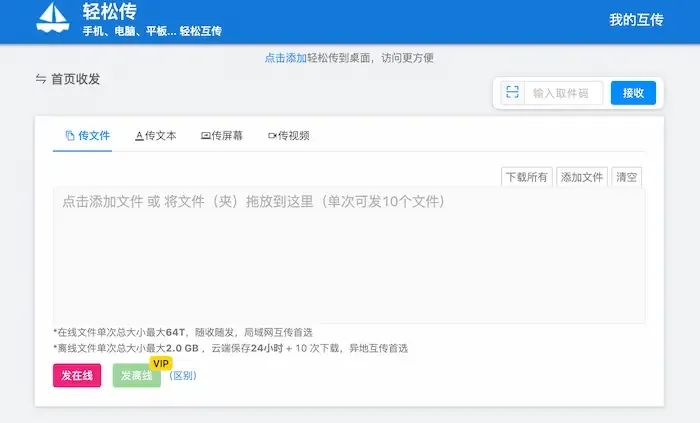 轻松传
手机、电脑、平板... 轻松互传
我的互传
点击添加轻松传到桌面，访问更方便
首页收发
输入取件码
接收
传文件 传文本 传屏幕 传视频
下载所有 添加文件 清空
点击添加文件 或 将文件（夹）拖放到这里（单次可发10个文件）
*在线文件单次总大小最大64T，随收随发，局域网互传首选
*离线文件单次总大小最大2.0 GB ，云端保存24小时 + 10 次下载，异地互传首选
VIP
发在线 发离线 （区别）